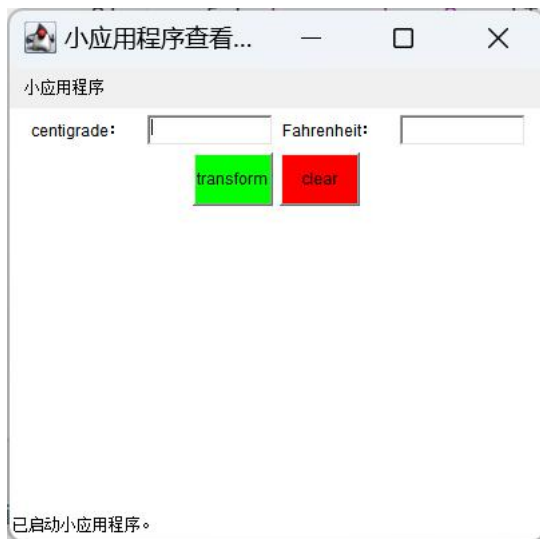 小应用程序查看...
小应用程序
centigrade： Fahrenheit：
transform clear
已启动小应用程序。